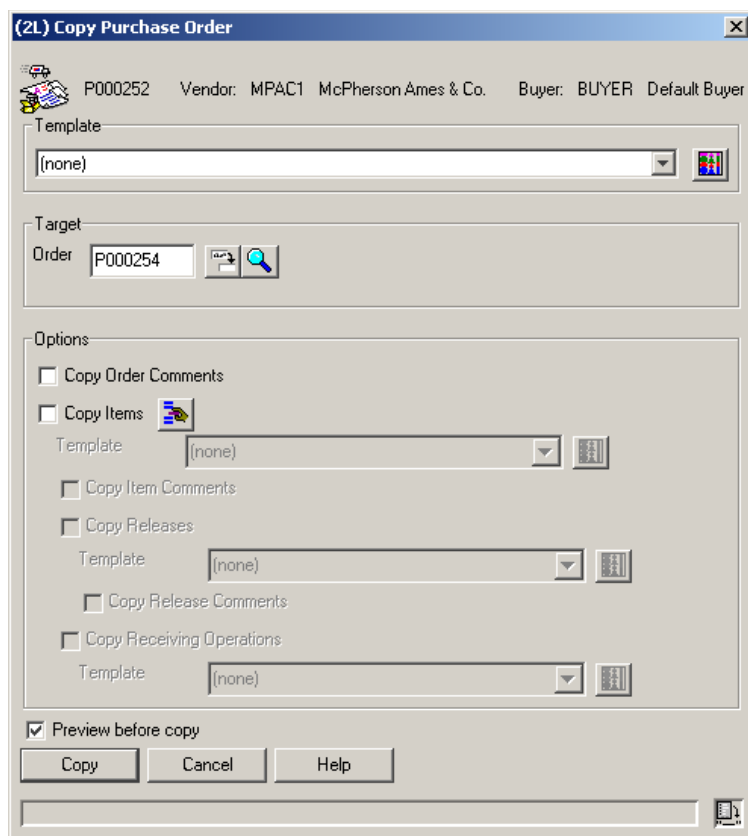 (2L) Copy Purchase Order
P000252 Vendor: MPAC1 McPherson Ames & Co. Buyer: BUYER Default Buyer
Template
(none)
Target
Order P000254
Options
Copy Order Comments
Copy Items
Template (none)
Copy Item Comments
Copy Releases
Template (none)
Copy Release Comments
Copy Receiving Operations
Template (none)
Preview before copy
Copy Cancel Help